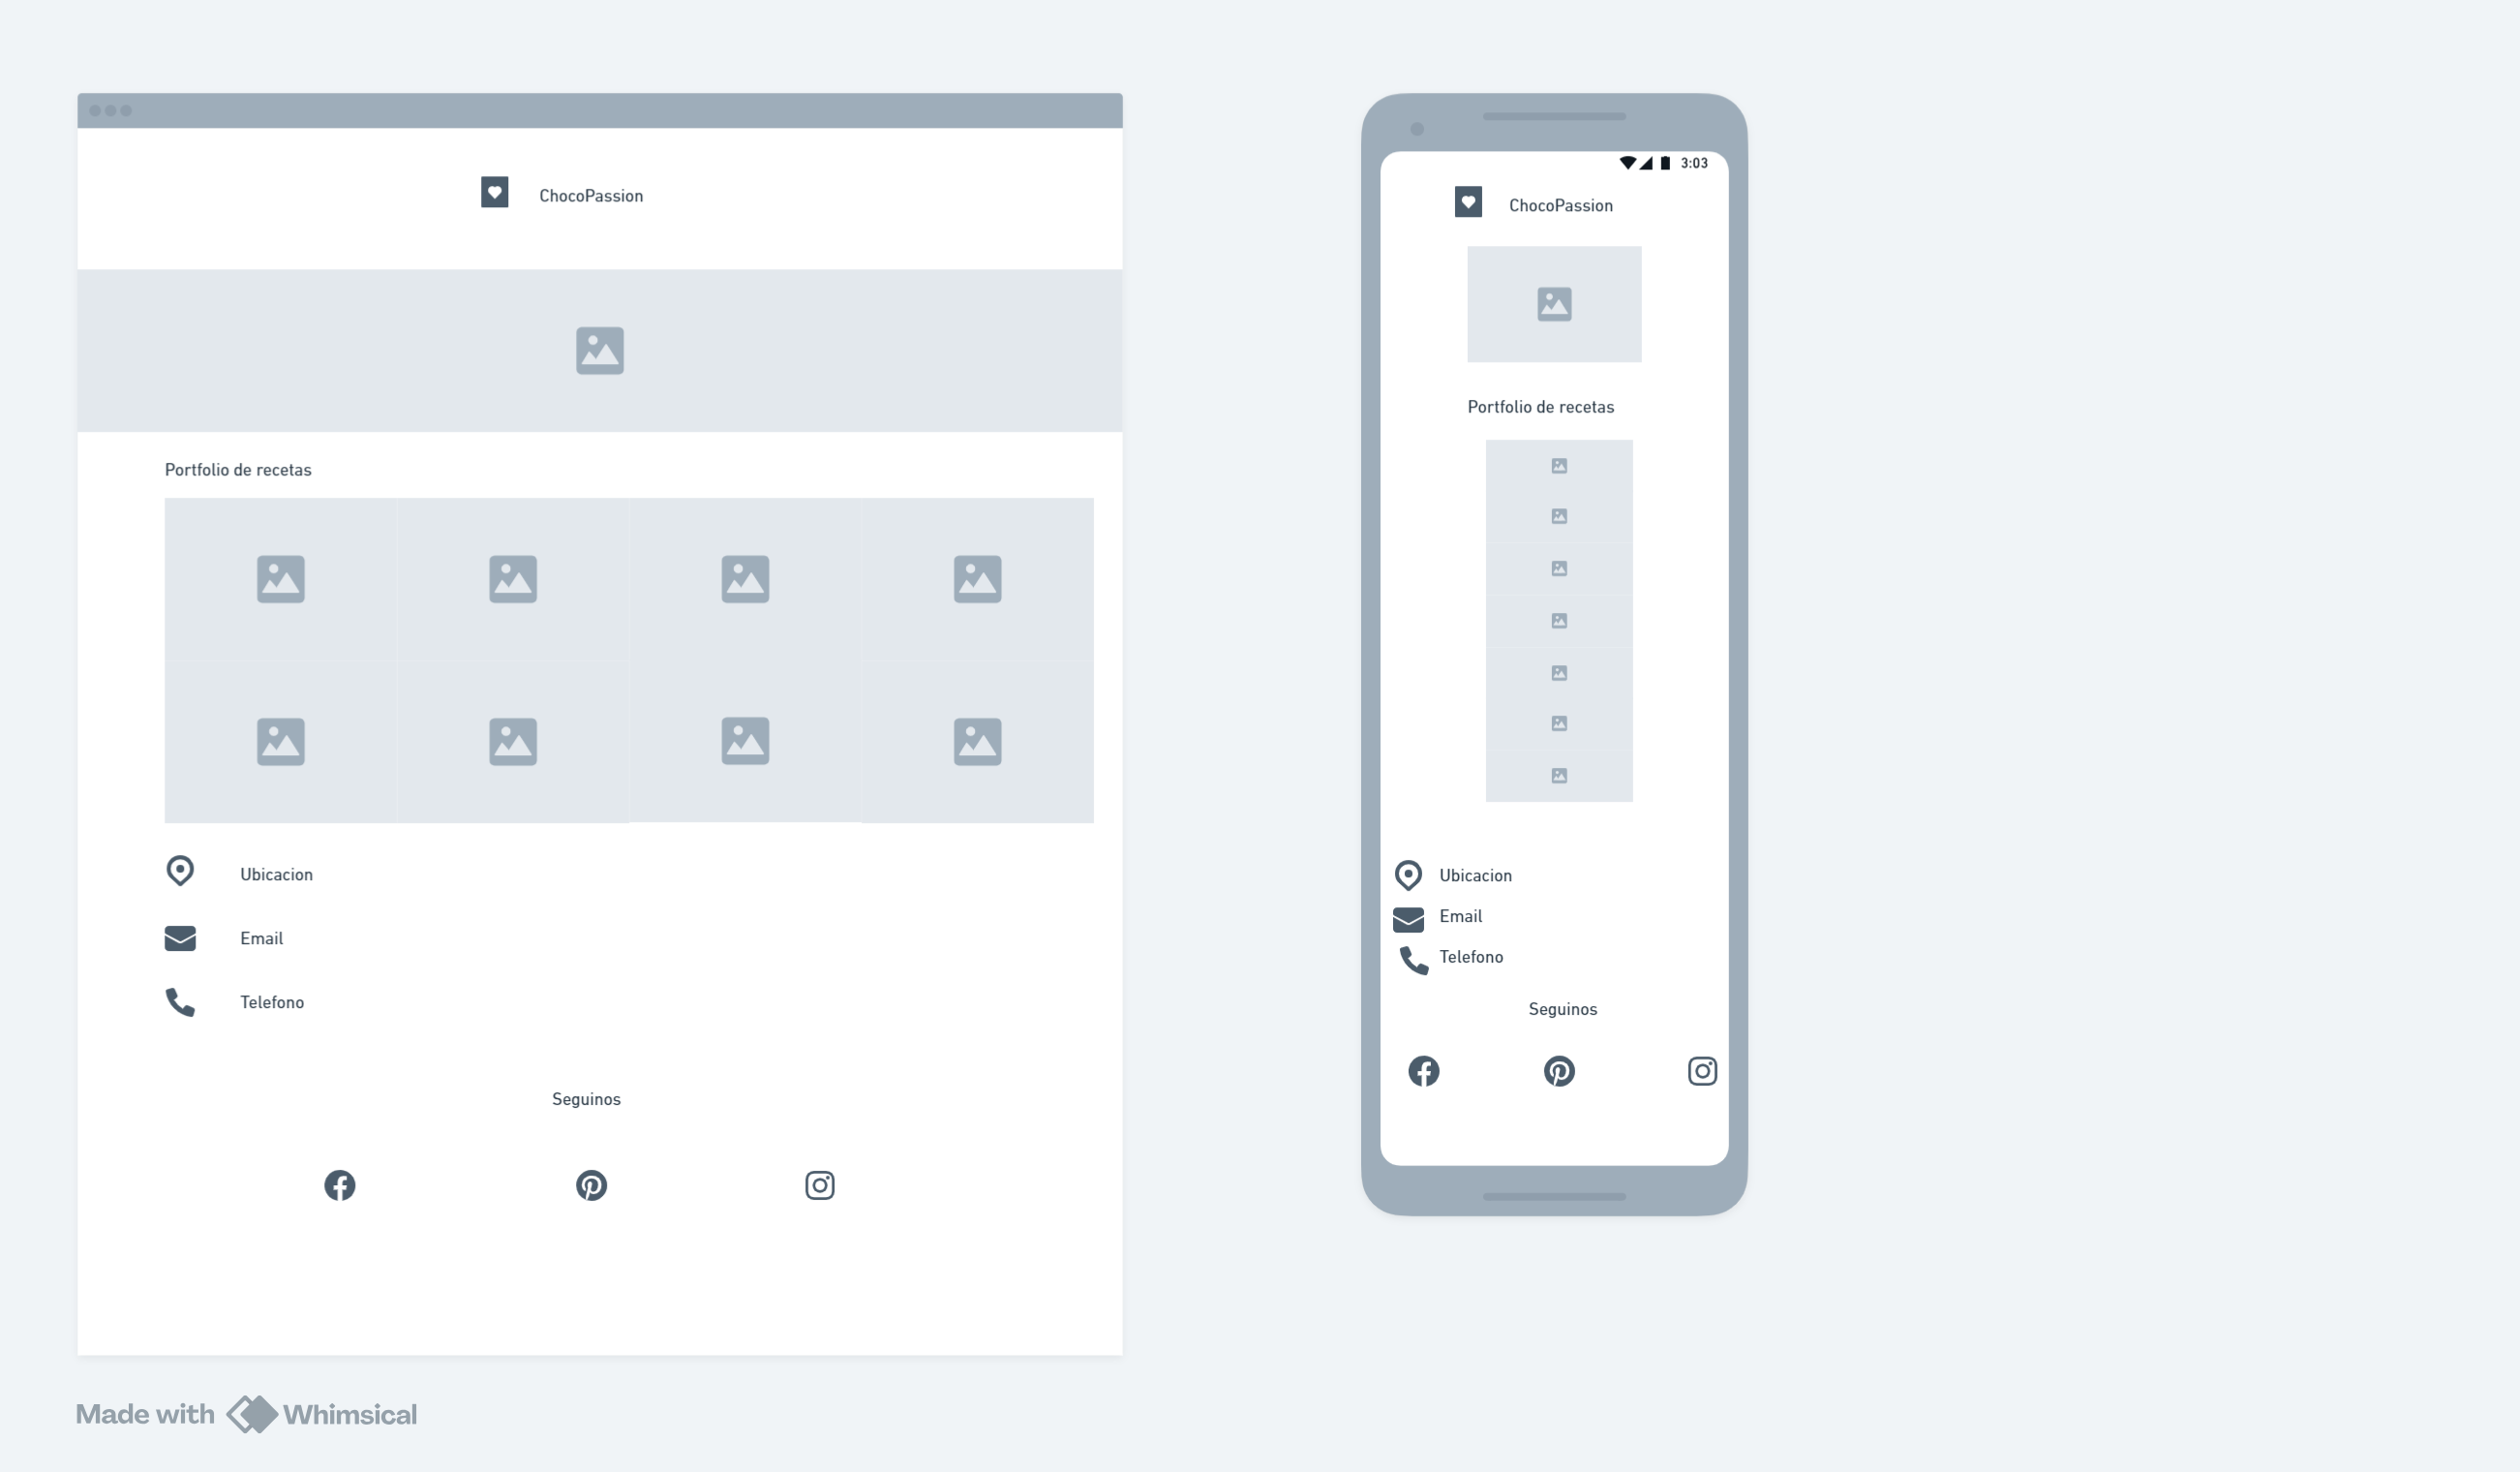 ChocoPassion
Portfolio de recetas
Ubicacion
Email
Telefono
Seguinos
3:03
ChocoPassion
Portfolio de recetas
Ubicacion
Email
Telefono
Seguinos
Made with Whimsical